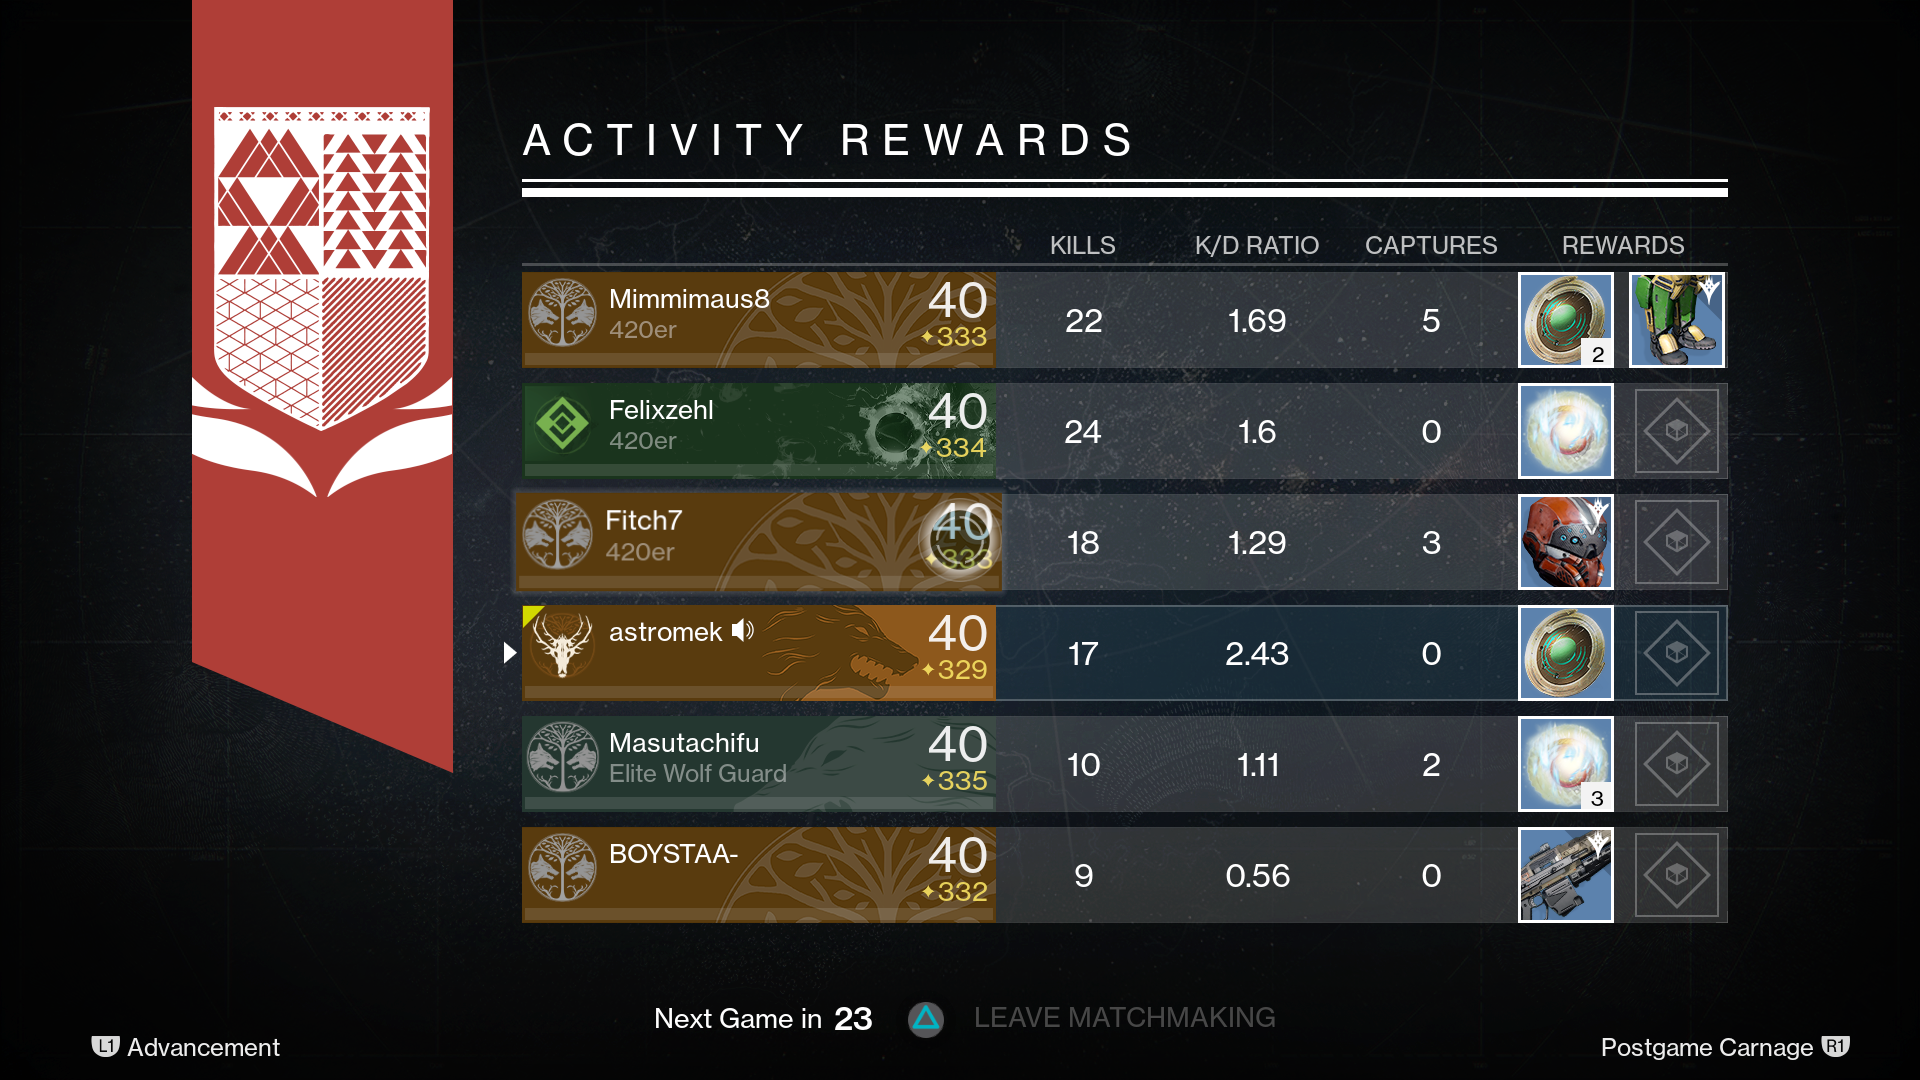 ACTIVITY REWARDS
KILLS K/D RATIO CAPTURES REWARDS
Mimmimaus8 40 22 1.69 5
420er 333 2
Felixzehl 40 24 1.6 0
420er 334
Fitch7 40 18 1.29 3
420er 333
astromek 40 17 2.43 0
329
Masutachifu 40 10 1.11 2
Elite Wolf Guard 335 3
BOYSTAA- 40 9 0.56 0
332
Next Game in 23 LEAVE MATCHMAKING
L1 Advancement Postgame Carnage R1